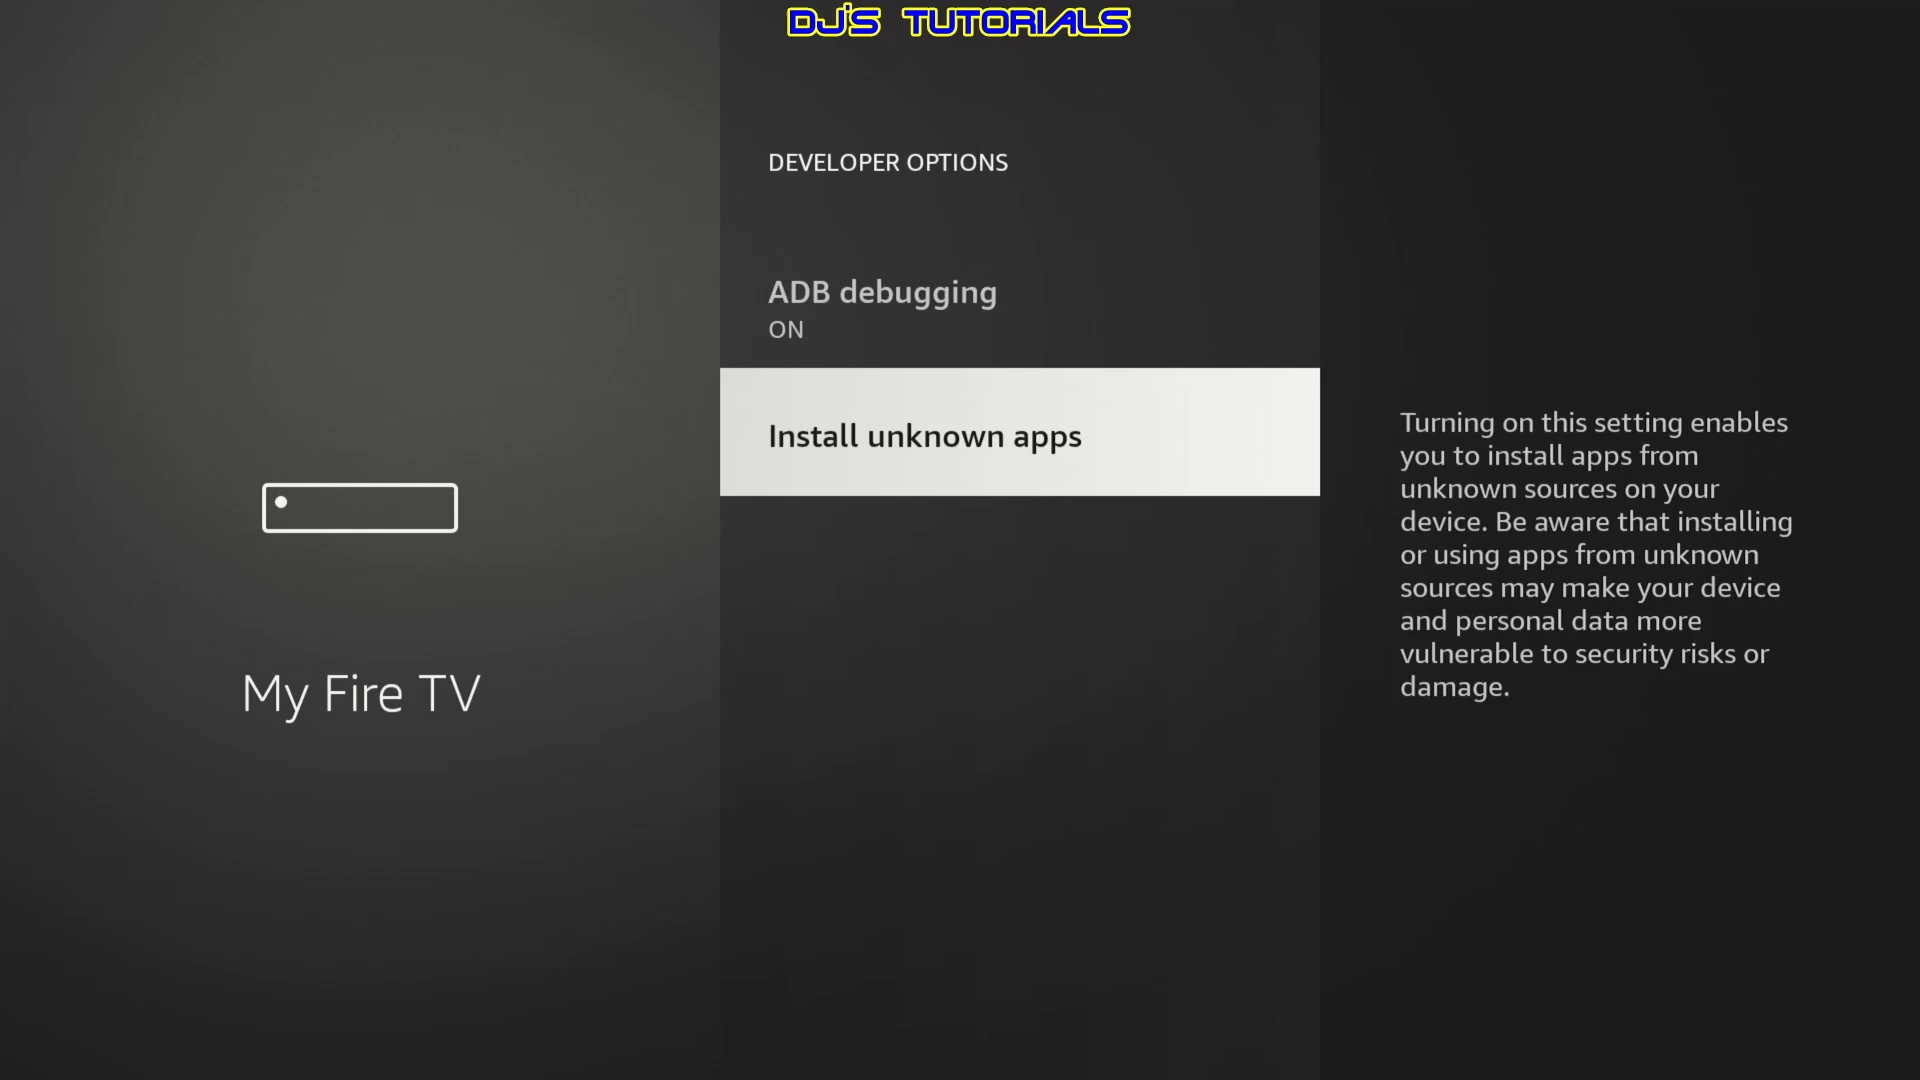 DJ'S TUTORIALS
DEVELOPER OPTIONS
ADB debugging
ON
Install unknown apps
My Fire TV
Turning on this setting enables
you to install apps from
unknown sources on your
device. Be aware that installing
or using apps from unknown
sources may make your device
and personal data more
vulnerable to security risks or
damage.